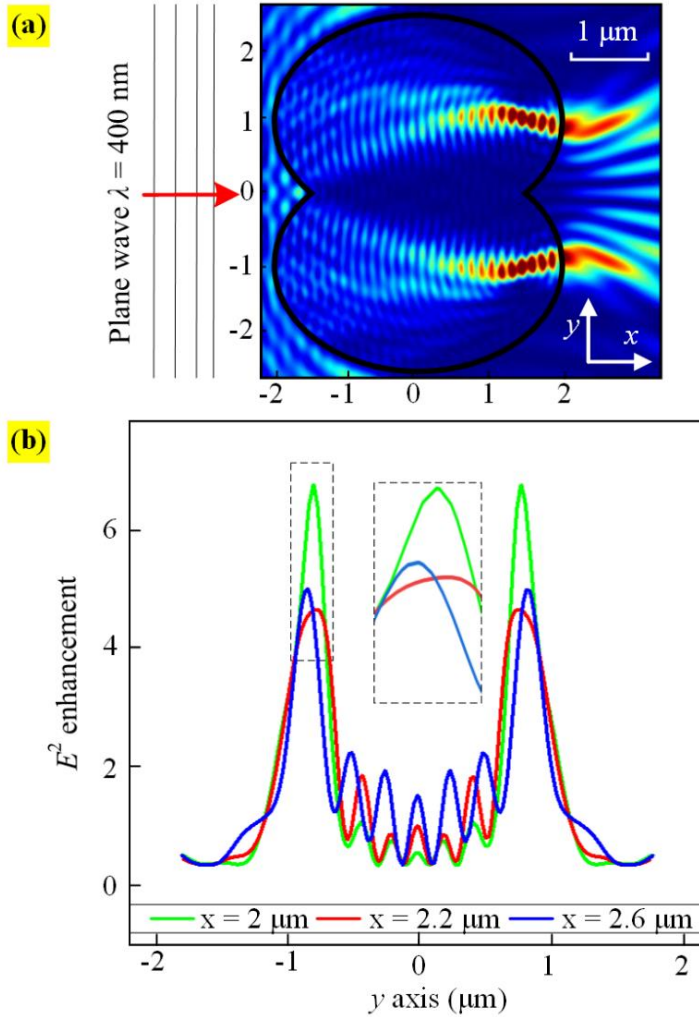 (a)
Plane wave λ = 400 nm
2
1
0
-1
-2
1 μm
y
x
-2 -1 0 1 2
(b)
E² enhancement
6
4
2
0
x = 2 μm x = 2.2 μm x = 2.6 μm
-2 -1 0 1 2
y axis (μm)